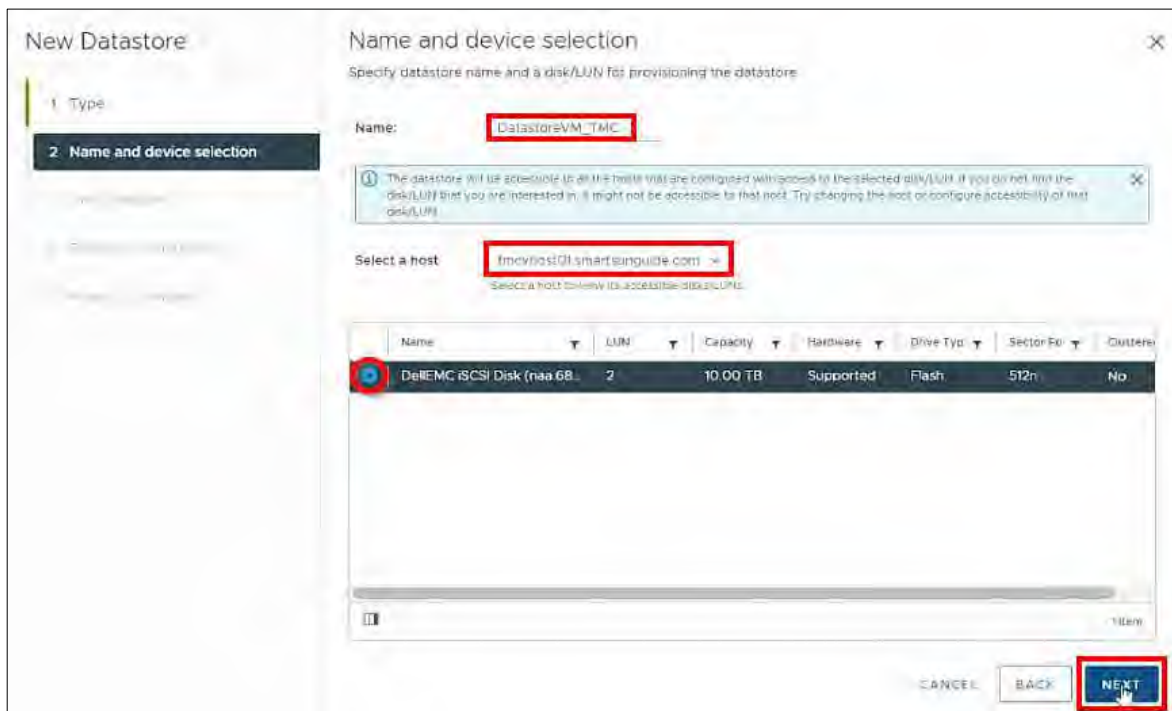 New Datastore
1 Type
2 Name and device selection
Name and device selection
Specify datastore name and a disk/LUN for provisioning the datastore
Name:
DatastoreVM_TMC
The datastore will be accessible to all the hosts that are configured with access to the selected disk/LUN. If you do not find the
disk/LUN that you are interested in, it might not be accessible to that host. Try changing the host or configure accessibility of that
disk/LUN.
Select a host
Select a host to view its accessible disks/LUNs
Name LUN Capacity Hardware Drive Typ Sector Fo Clustere
DellEMC iSCSI Disk (naa.68... 2 10.00 TB Supported Flash 512n No
1 item
CANCEL BACK NEXT